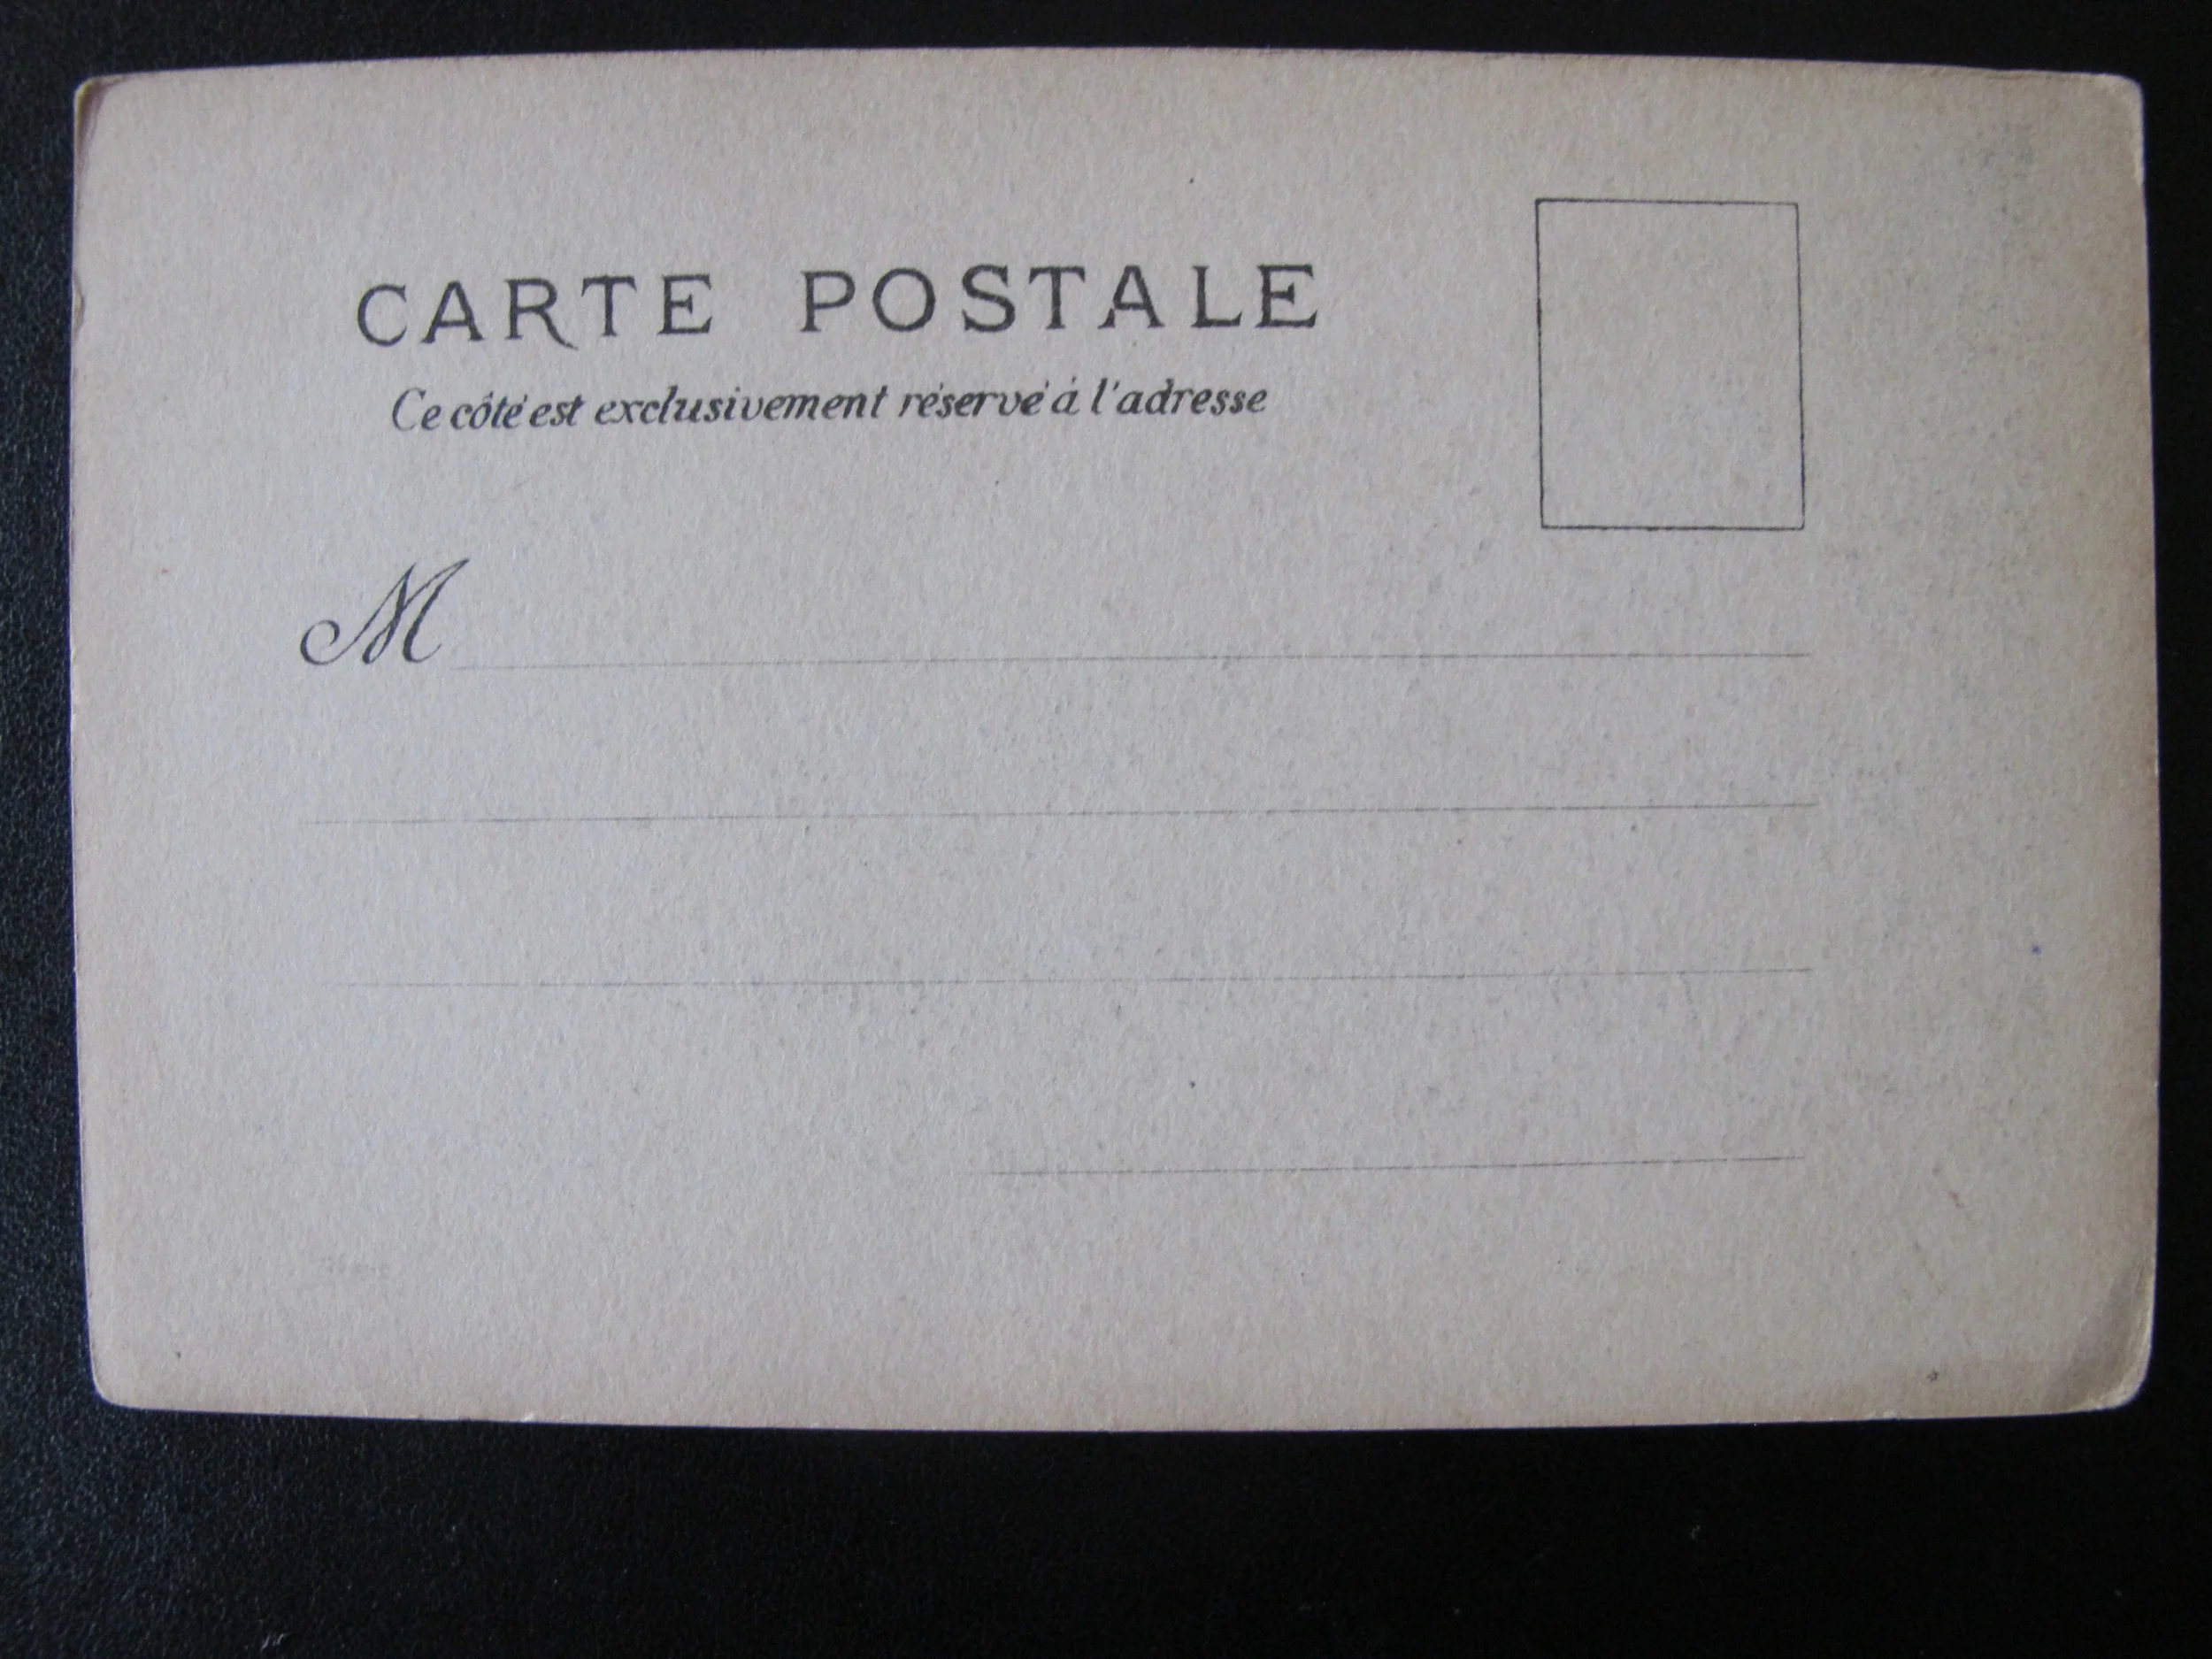 CARTE POSTALE
Ce côté est exclusivement réservé à l'adresse
M